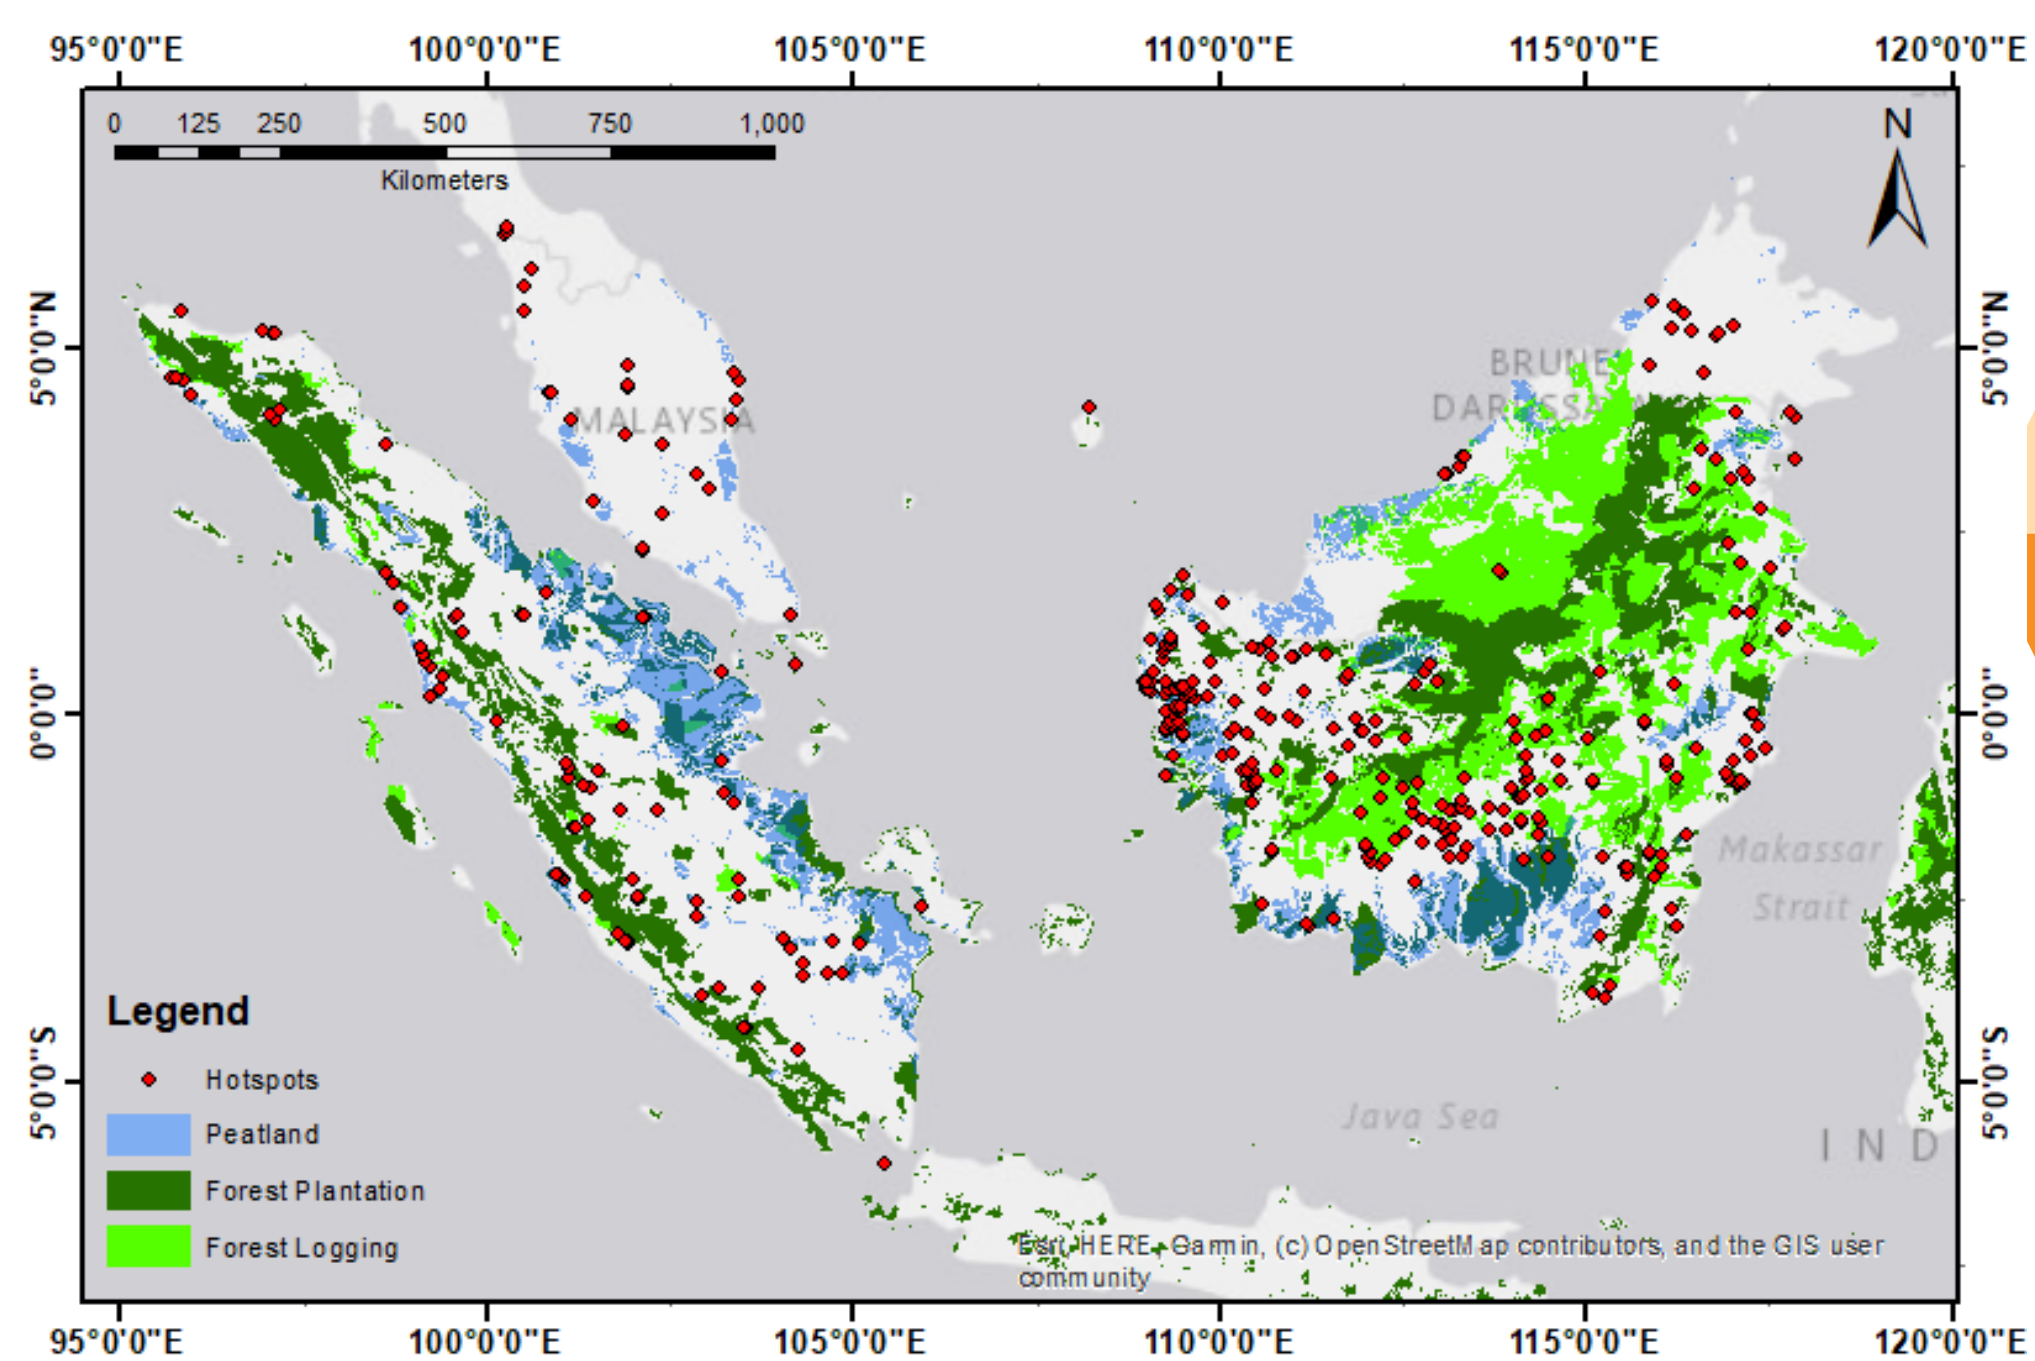 95°0'0"E 100°0'0"E 105°0'0"E 110°0'0"E 115°0'0"E 120°0'0"E
0 125 250 500 750 1,000
Kilometers
N
5°0'0"N 5°0'0"N
BRUNE
DARUSSA
MALAYSIA
0°0'0" 0°0'0"
Makassar
Strait
Legend
Hotspots
Peatland
Forest Plantation
Forest Logging
5°0'0"S 5°0'0"S
Java Sea
I N D
Esri, HERE, Garmin, (c) OpenStreetMap contributors, and the GIS user
community
95°0'0"E 100°0'0"E 105°0'0"E 110°0'0"E 115°0'0"E 120°0'0"E